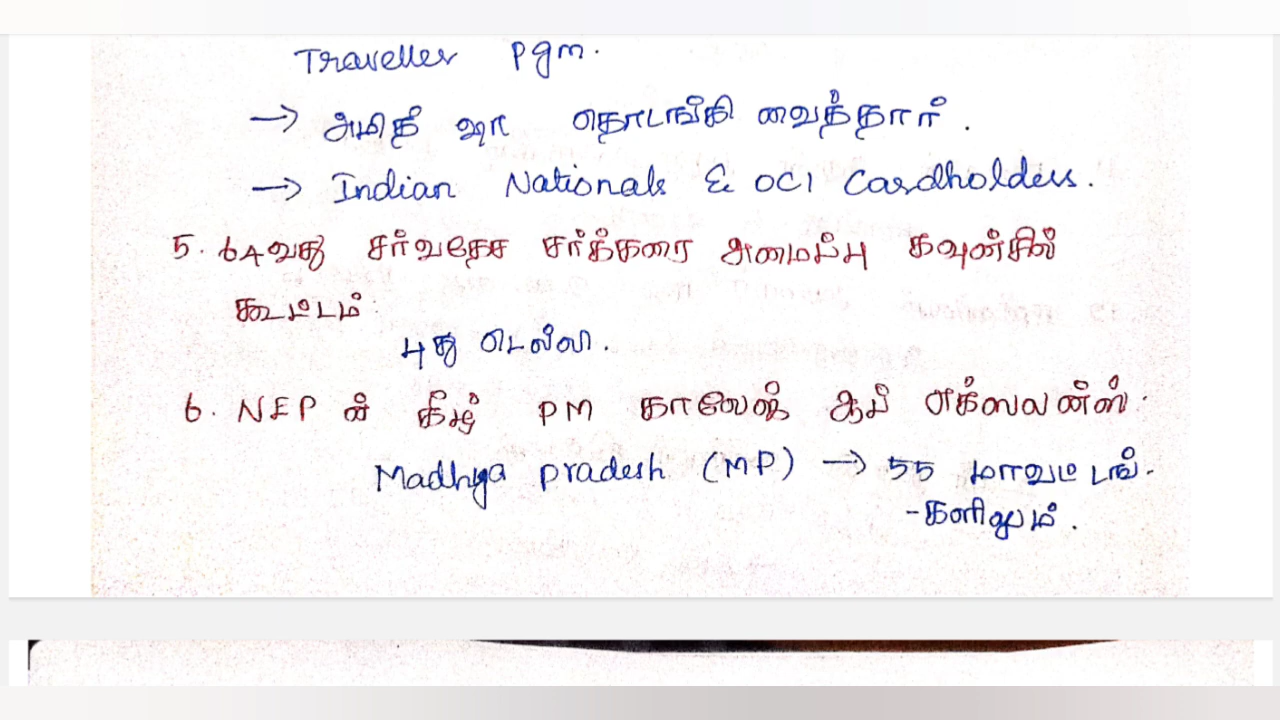 Traveller Pgm.
→ அமித் ஷா தொடங்கி வைத்தார்.
→ Indian Nationals & OCI Cardholders.
5. 64வது சர்வதேச சர்க்கரை அமைப்பு கவுன்சில்
கூட்டம்
புது டெல்லி.
6. NEP ன் கீழ் PM காலேஜ் ஆப் எக்ஸலன்ஸ்.
Madhya pradesh (MP) → 55 மாவட்டங்
-களிலும்.